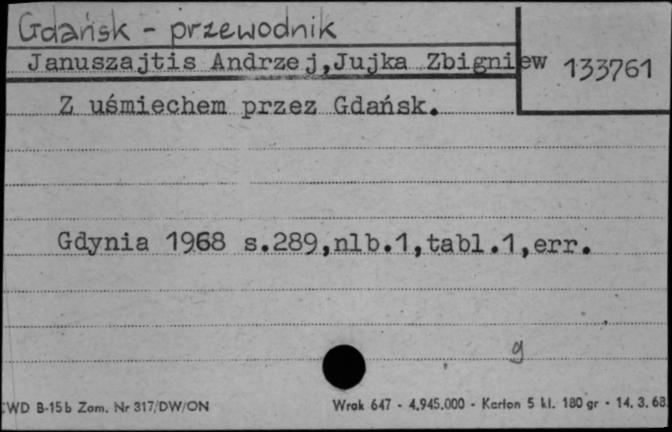 Gdańsk - przewodnik
Januszajtis Andrzej,Jujka Zbigniew
133761
Z uśmiechem przez Gdańsk.
Gdynia 1968 s.289,nlb.1,tabl.1,err.
g
CWD B-15b Zam. Nr 317/DW/ON
Wrak 647 - 4.945.000 - Karton 5 kl. 180 gr - 14. 3. 68